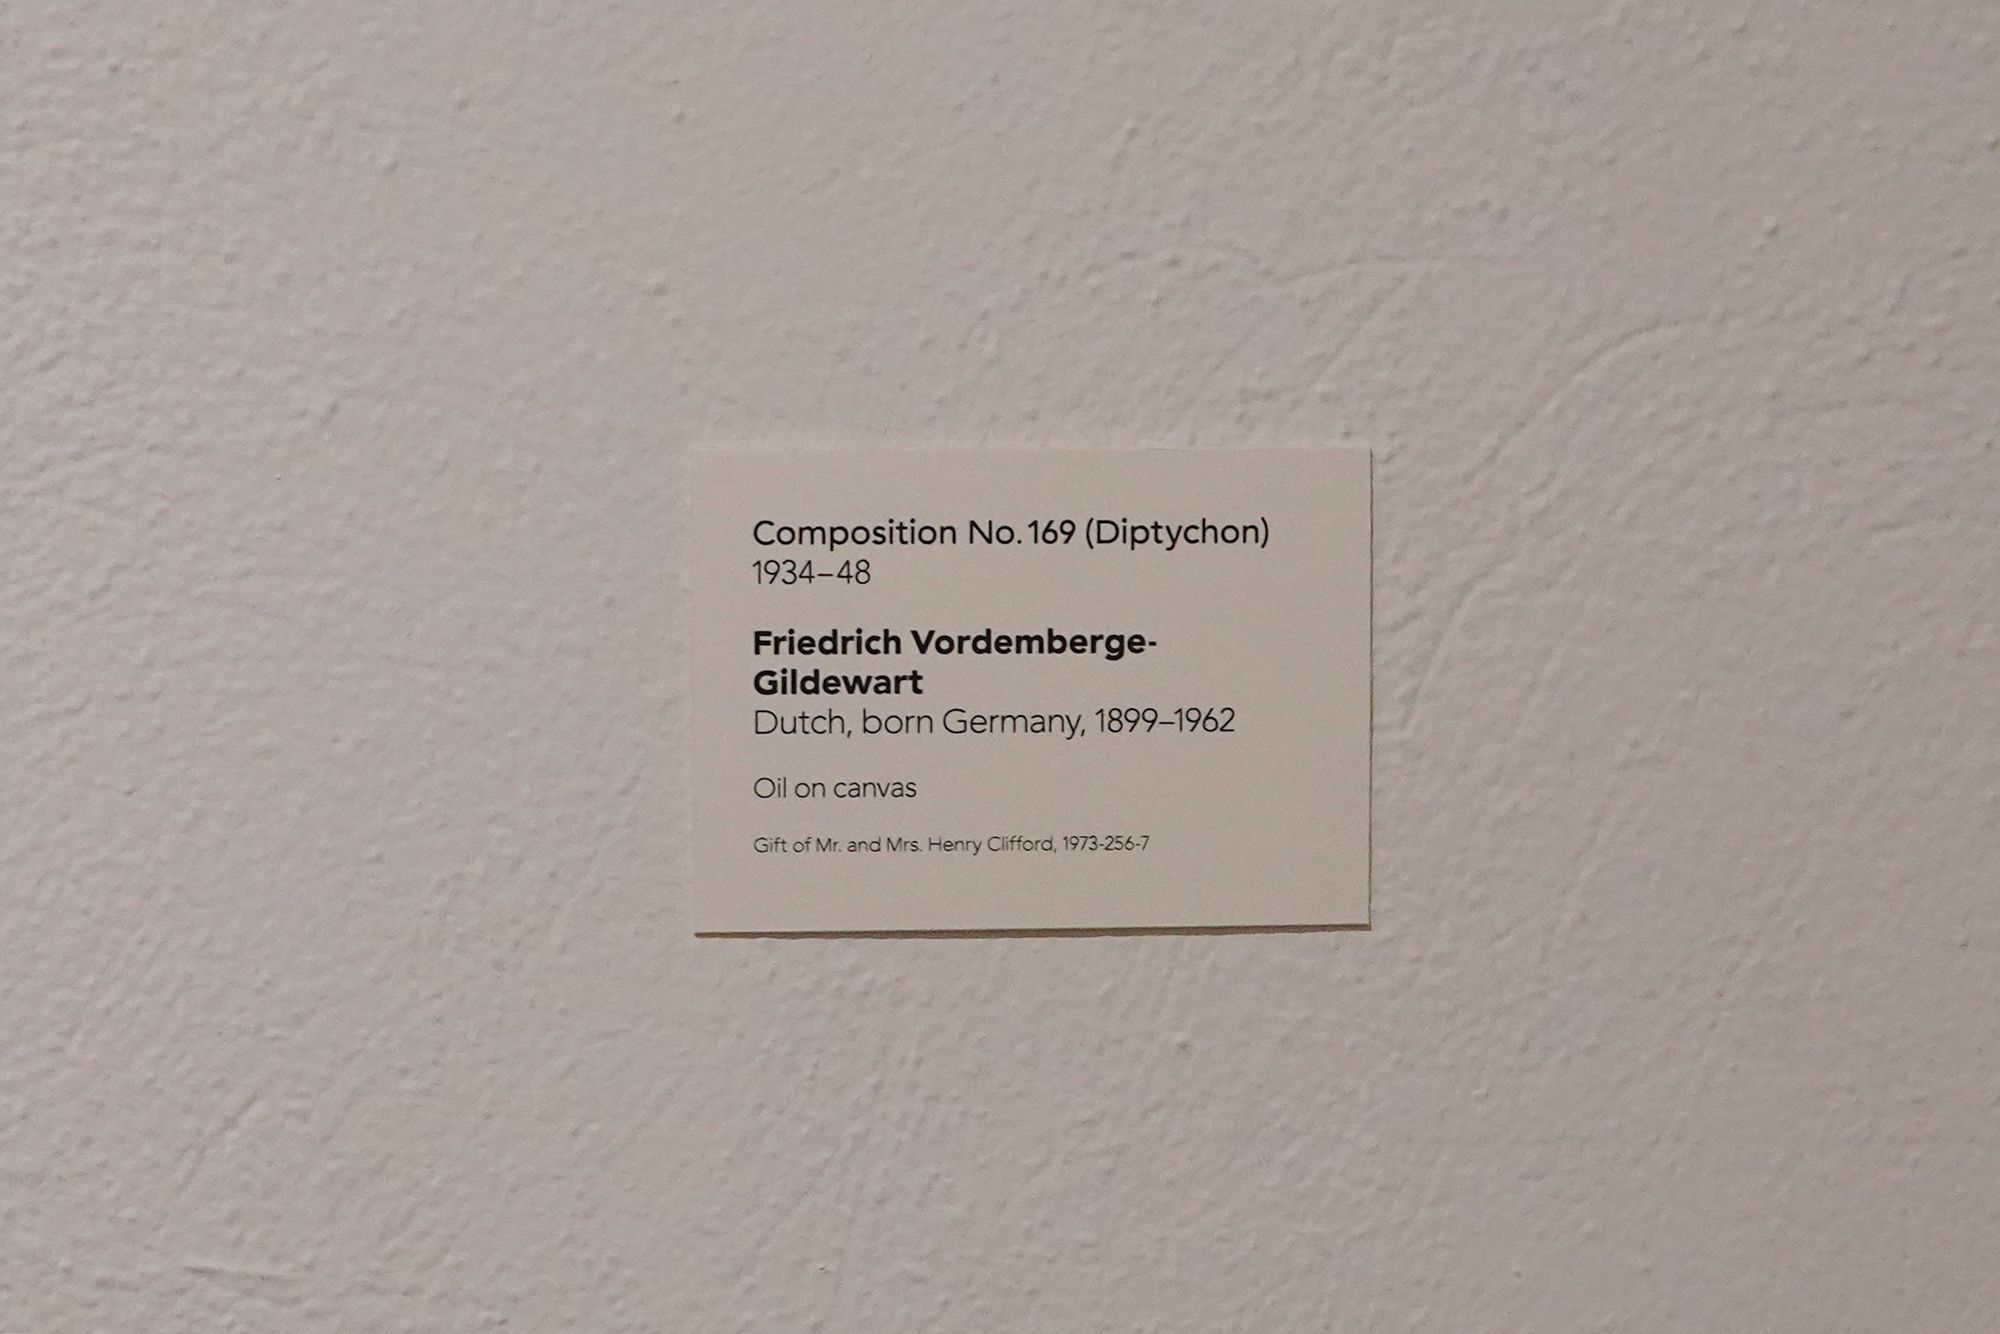 Composition No. 169 (Diptychon)
1934–48
Friedrich Vordemberge-
Gildewart
Dutch, born Germany, 1899–1962
Oil on canvas
Gift of Mr. and Mrs. Henry Clifford, 1973-256-7